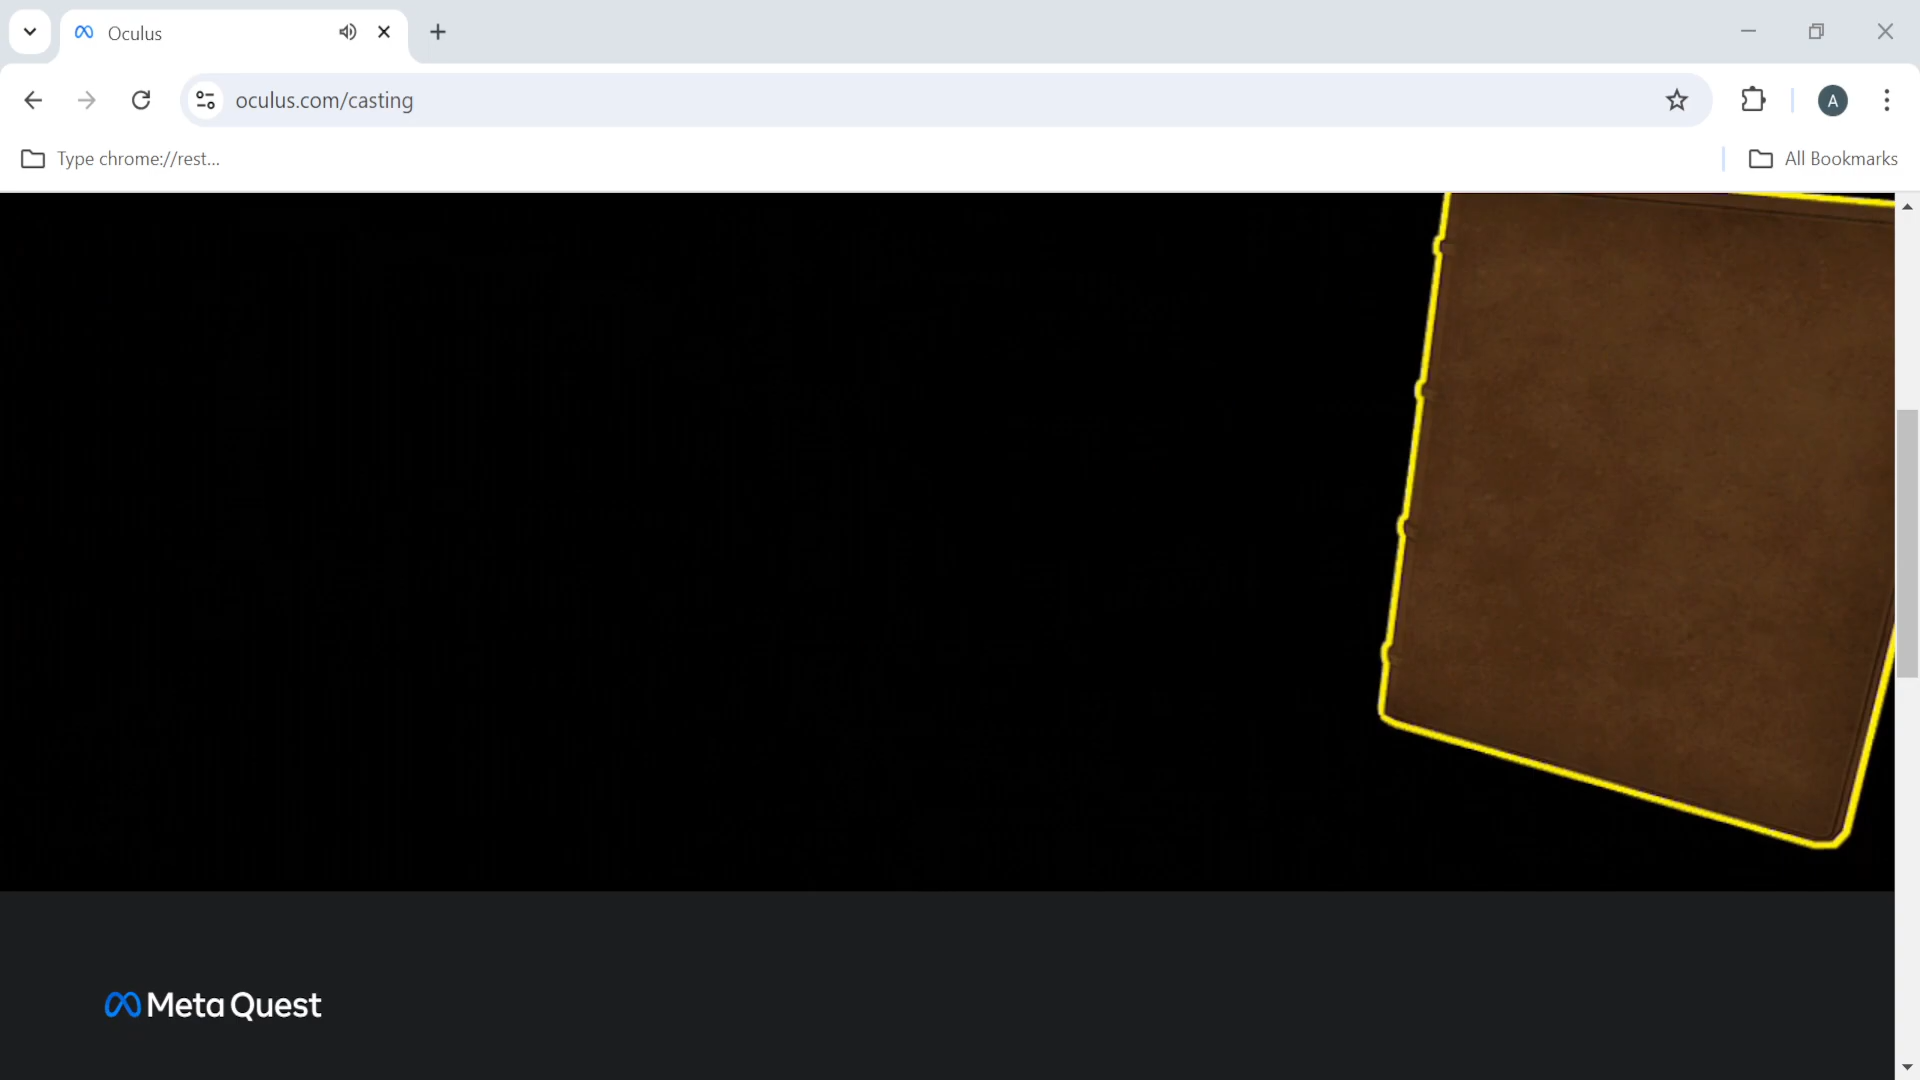 Oculus
oculus.com/casting
A
Type chrome://rest...
All Bookmarks
Meta Quest